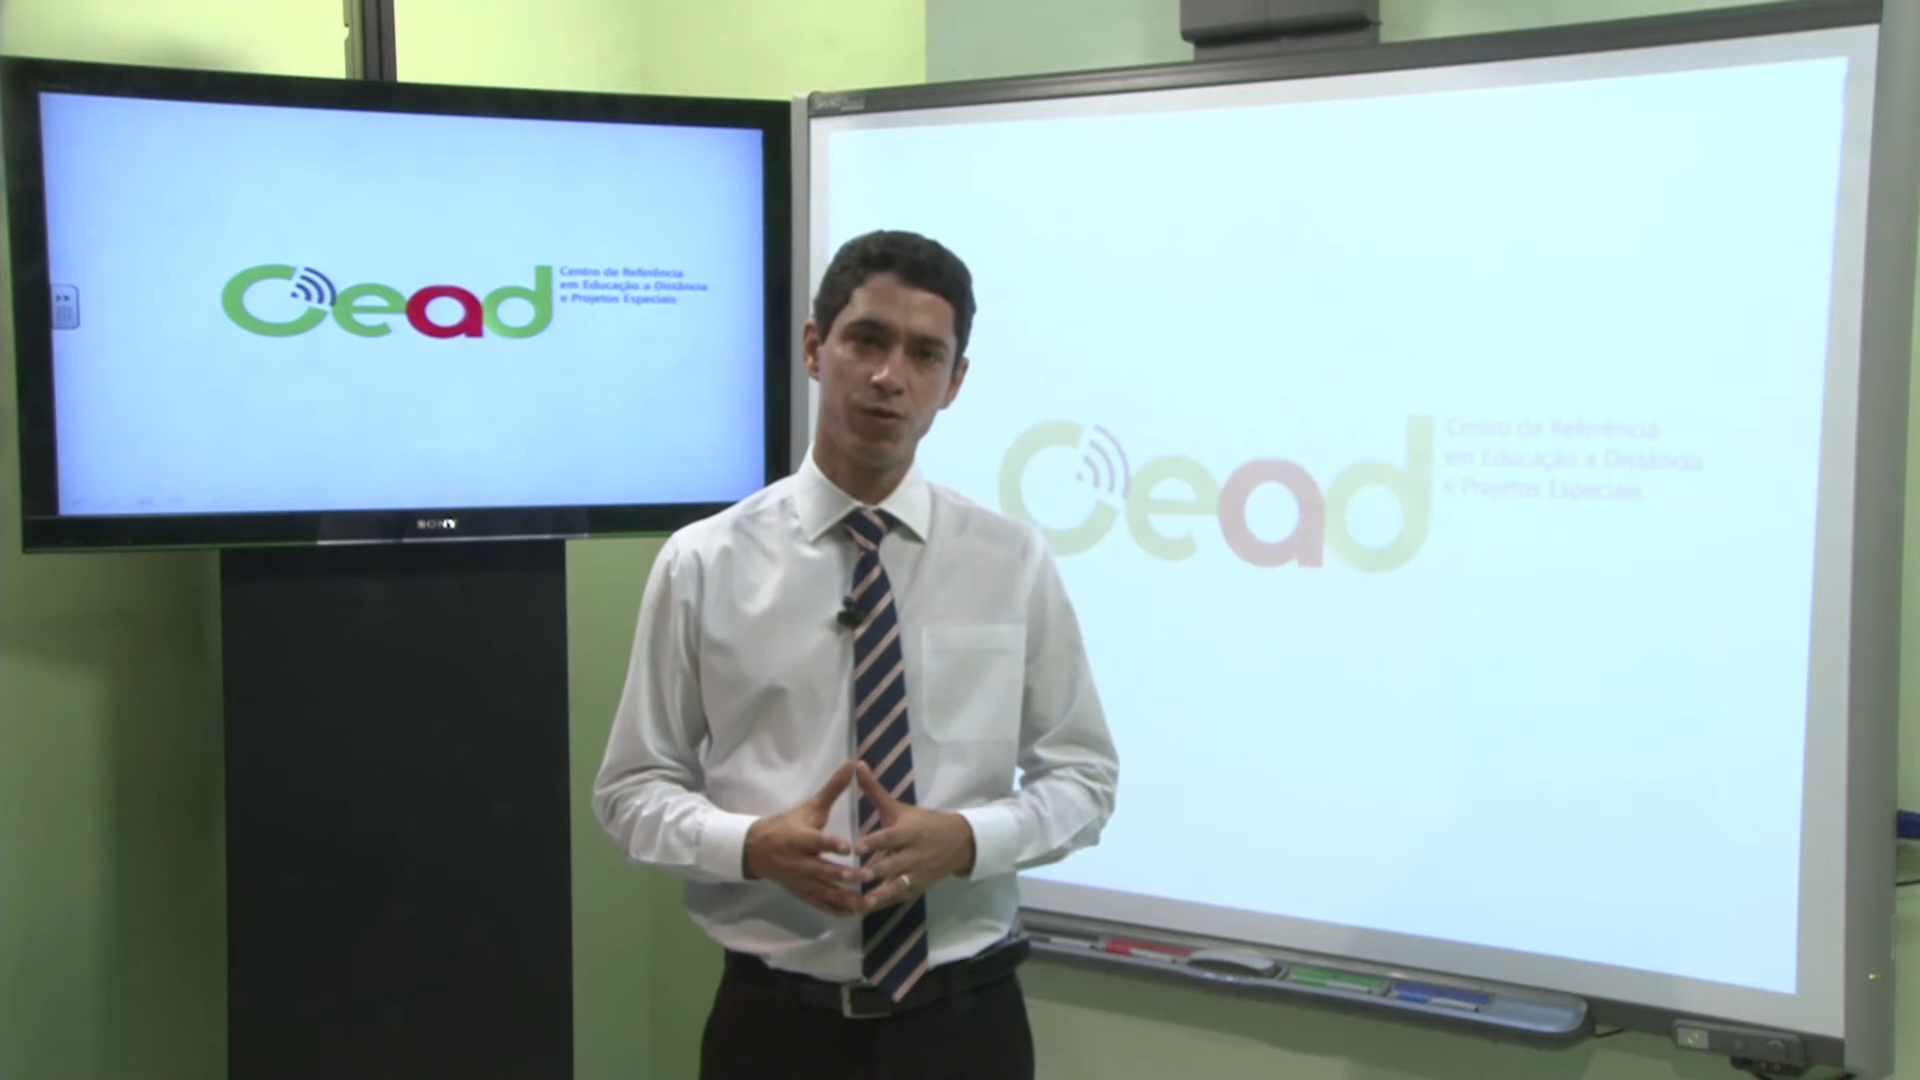 Cead
Centro de Referência
em Educação a Distância
e Projetos Especiais
SONY
Cead
Centro de Referência
em Educação a Distância
e Projetos Especiais